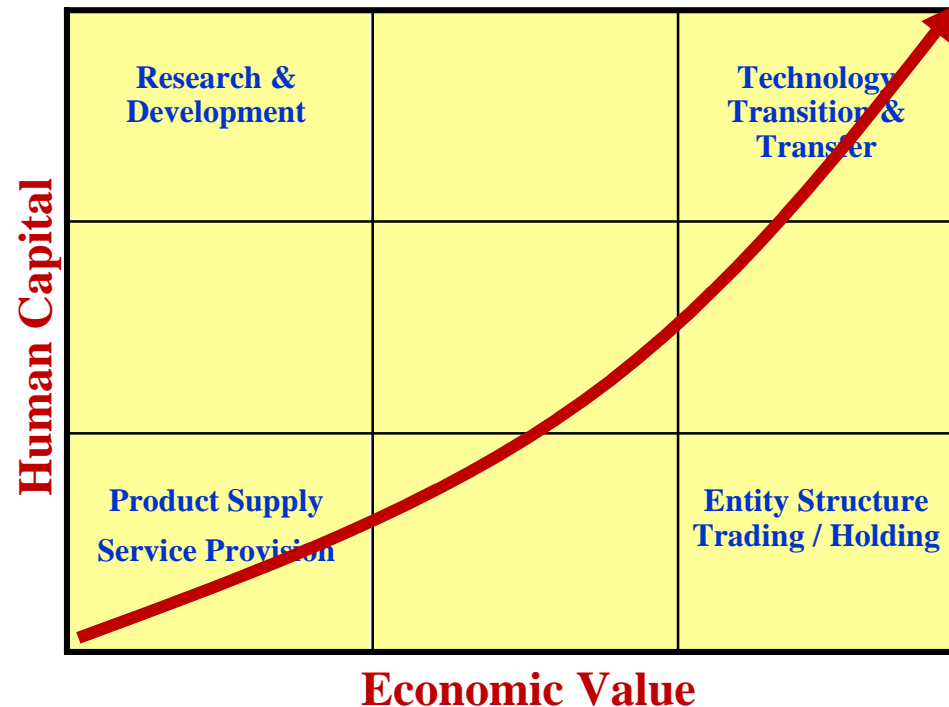 Research &
Development
Technology
Transition &
Transfer
Human Capital
Product Supply
Service Provision
Entity Structure
Trading / Holding
Economic Value